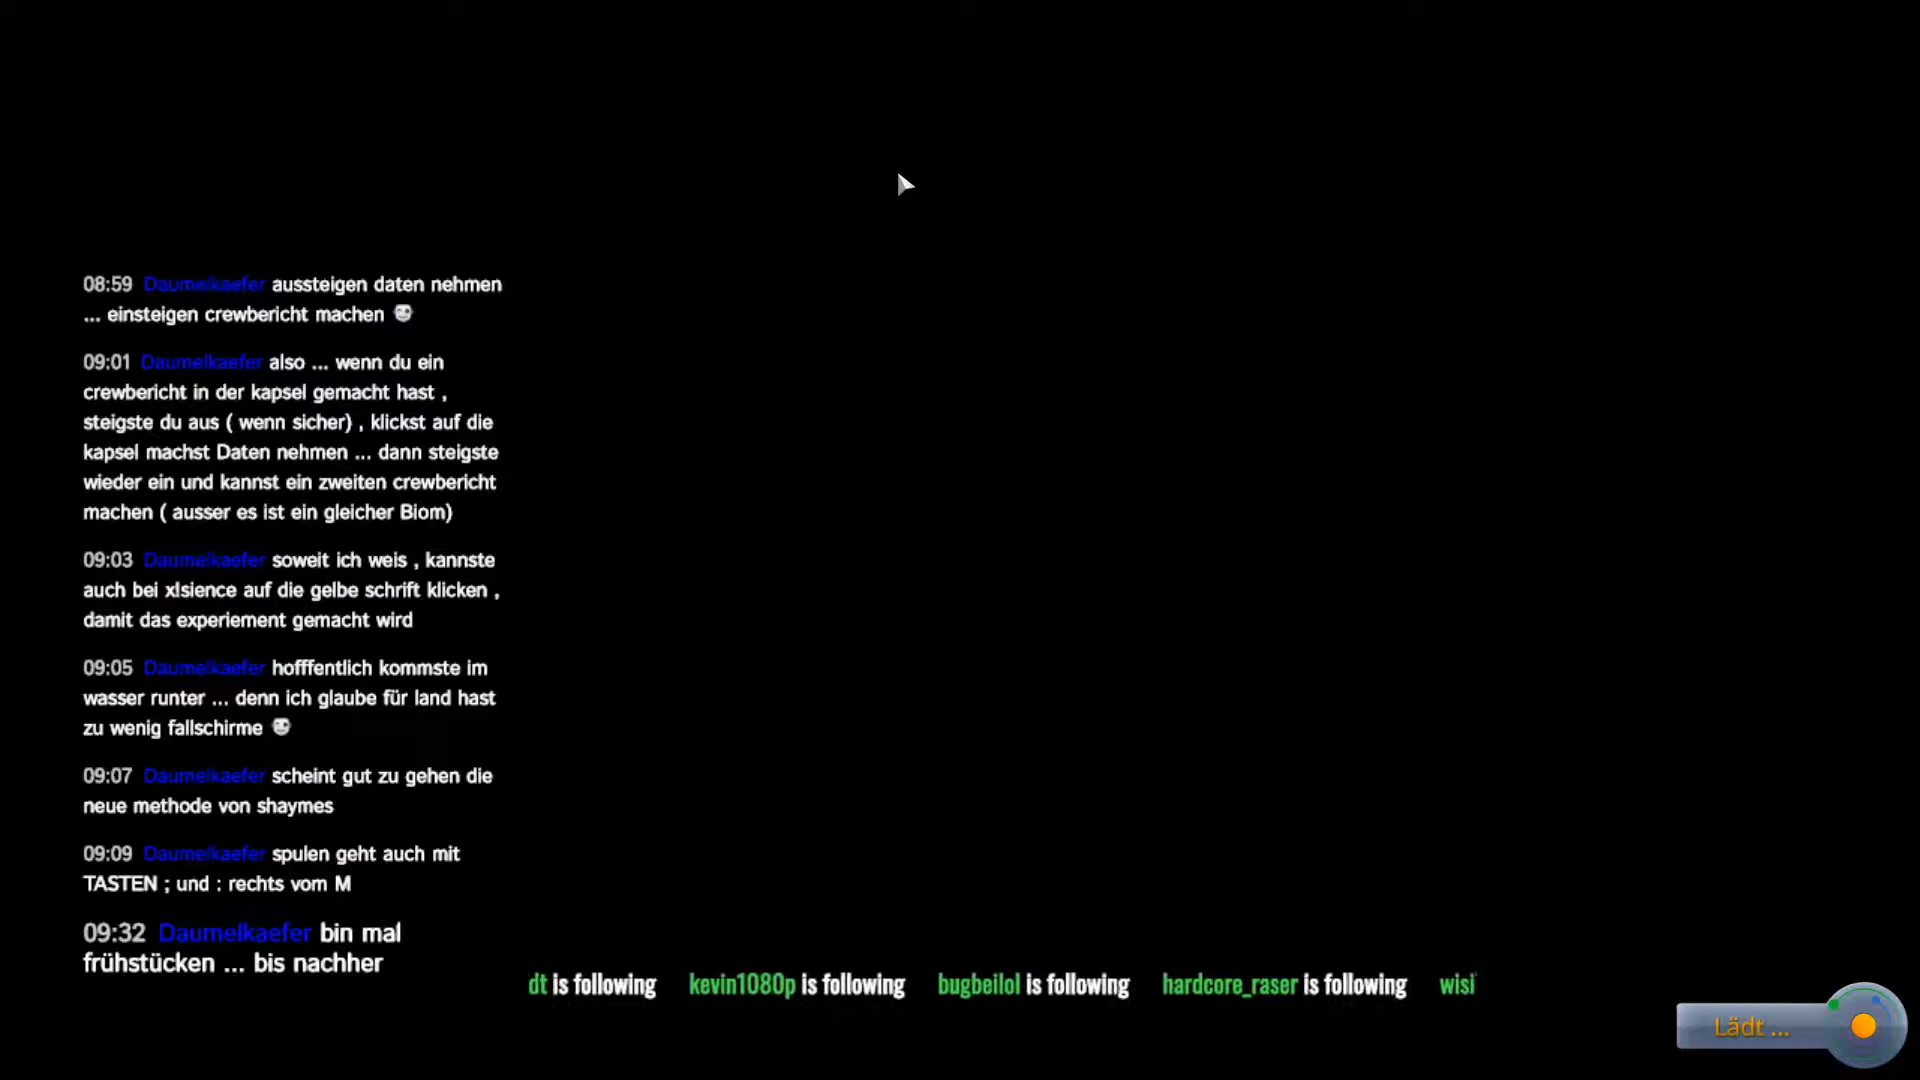 08:59 Daumelkaefer aussteigen daten nehmen
... einsteigen crewbericht machen
09:01 Daumelkaefer also ... wenn du ein
crewbericht in der kapsel gemacht hast ,
steigste du aus ( wenn sicher) , klickst auf die
kapsel machst Daten nehmen ... dann steigste
wieder ein und kannst ein zweiten crewbericht
machen ( ausser es ist ein gleicher Biom)
09:03 Daumelkaefer soweit ich weis , kannste
auch bei x!sience auf die gelbe schrift klicken ,
damit das experiement gemacht wird
09:05 Daumelkaefer hofffentlich kommste im
wasser runter ... denn ich glaube für land hast
zu wenig fallschirme
09:07 Daumelkaefer scheint gut zu gehen die
neue methode von shaymes
09:09 Daumelkaefer spulen geht auch mit
TASTEN ; und : rechts vom M
09:32 Daumelkaefer bin mal
frühstücken ... bis nachher
dt is following kevin1080p is following bugbeilol is following hardcore_raser is following wisl
Lädt ...